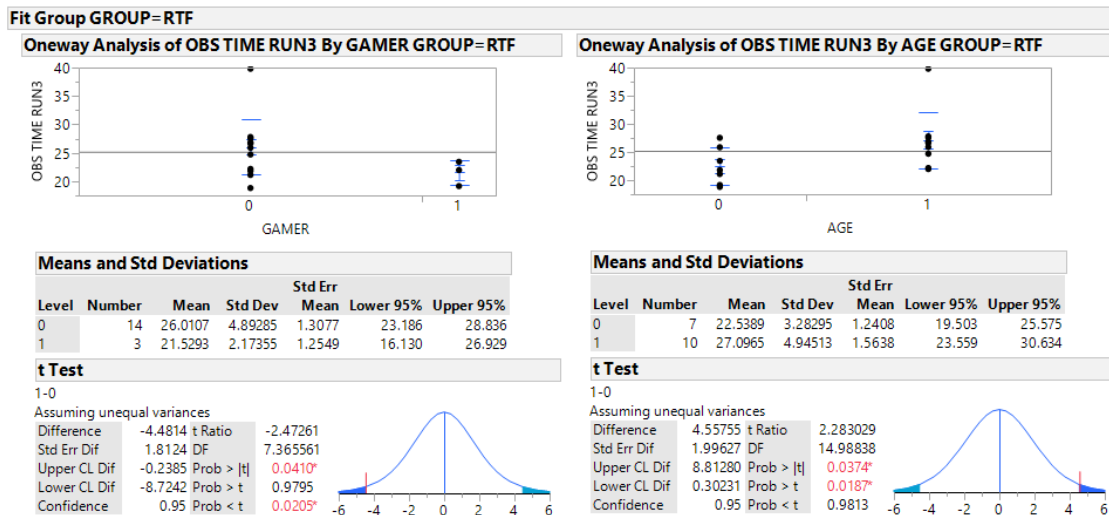 Fit Group GROUP=RTF
Oneway Analysis of OBS TIME RUN3 By GAMER GROUP=RTF
OBS TIME RUN3
40
35
30
25
20
0 1
GAMER
Means and Std Deviations
Std Err
Level Number Mean Std Dev Mean Lower 95% Upper 95%
0 14 26.0107 4.89285 1.3077 23.186 28.836
1 3 21.5293 2.17355 1.2549 16.130 26.929
t Test
1-0
Assuming unequal variances
Difference -4.4814 t Ratio -2.47261
Std Err Dif 1.8124 DF 7.365561
Upper CL Dif -0.2385 Prob > |t| 0.0410*
Lower CL Dif -8.7242 Prob > t 0.9795
Confidence 0.95 Prob < t 0.0205*
-6 -4 -2 0 2 4 6
Oneway Analysis of OBS TIME RUN3 By AGE GROUP=RTF
OBS TIME RUN3
40
35
30
25
20
0 1
AGE
Means and Std Deviations
Std Err
Level Number Mean Std Dev Mean Lower 95% Upper 95%
0 7 22.5389 3.28295 1.2408 19.503 25.575
1 10 27.0965 4.94513 1.5638 23.559 30.634
t Test
1-0
Assuming unequal variances
Difference 4.55755 t Ratio 2.283029
Std Err Dif 1.99627 DF 14.98838
Upper CL Dif 8.81280 Prob > |t| 0.0374*
Lower CL Dif 0.30231 Prob > t 0.0187*
Confidence 0.95 Prob < t 0.9813
-6 -4 -2 0 2 4 6